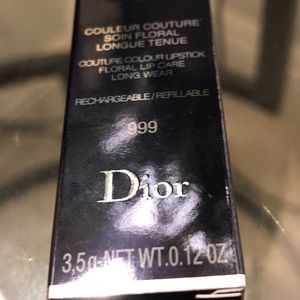 COULEUR COUTURE
SOIN FLORAL
LONGUE TENUE
COUTURE COLOUR LIPSTICK
FLORAL LIP CARE
LONG WEAR
RECHARGEABLE/REFILLABLE
999
Dior
3,5g NET WT. 0.12 OZ